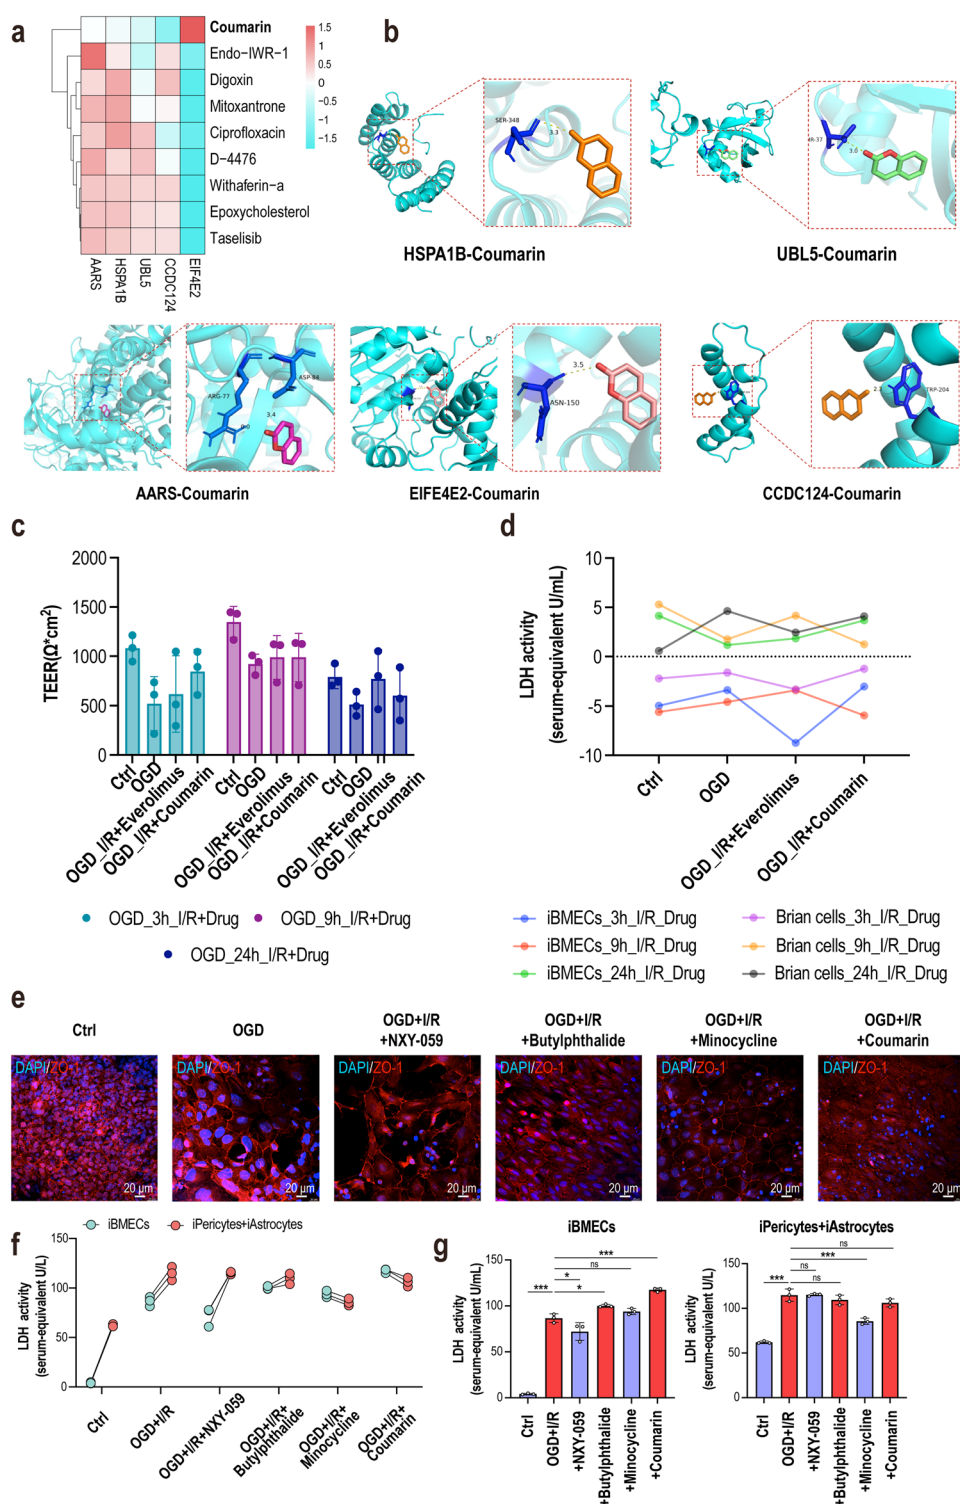 a
Coumarin
Endo-IWR-1
Digoxin
Mitoxantrone
Ciprofloxacin
D-4476
Withaferin-a
Epoxycholesterol
Taselisib
AARS
HSPA1B
UBL5
CCDC124
EIF4E2
1.5
1
0.5
0
-0.5
-1
-1.5
b
SER-348
3.3
HSPA1B-Coumarin
R-37
3.0
UBL5-Coumarin
ARG-77
ASP-84
3.4
AARS-Coumarin
3.5
ASN-150
EIFE4E2-Coumarin
TRP-204
CCDC124-Coumarin
c
TEER(Ω*cm²)
2000
1500
1000
500
0
Ctrl
OGD
OGD_I/R+Everolimus
OGD_I/R+Coumarin
Ctrl
OGD
OGD_I/R+Everolimus
OGD_I/R+Coumarin
Ctrl
OGD
OGD_I/R+Everolimus
OGD_I/R+Coumarin
OGD_3h_I/R+Drug
OGD_9h_I/R+Drug
OGD_24h_I/R+Drug
d
LDH activity
(serum-equivalent U/mL)
10
5
0
-5
-10
Ctrl
OGD
OGD_I/R+Everolimus
OGD_I/R+Coumarin
iBMECs_3h_I/R_Drug
iBMECs_9h_I/R_Drug
iBMECs_24h_I/R_Drug
Brian cells_3h_I/R_Drug
Brian cells_9h_I/R_Drug
Brian cells_24h_I/R_Drug
e
Ctrl
OGD
OGD+I/R
+NXY-059
OGD+I/R
+Butylphthalide
OGD+I/R
+Minocycline
OGD+I/R
+Coumarin
DAPI/ZO-1
DAPI/ZO-1
DAPI/ZO-1
DAPI/ZO-1
DAPI/ZO-1
DAPI/ZO-1
20 μm
20 μm
20 μm
20 μm
20 μm
20 μm
f
iBMECs
iPericytes+iAstrocytes
LDH activity
(serum-equivalent U/L)
150
100
50
0
Ctrl
OGD+I/R
OGD+I/R+NXY-059
OGD+I/R+
Butylphthalide
OGD+I/R+
Minocycline
OGD+I/R+
Coumarin
g
iBMECs
LDH activity
(serum-equivalent U/mL)
150
100
50
0
***
ns
*
***
*
Ctrl
OGD+I/R
+NXY-059
+Butylphthalide
+Minocycline
+Coumarin
iPericytes+iAstrocytes
LDH activity
(serum-equivalent U/L)
200
150
100
50
0
ns
***
ns
***
ns
Ctrl
OGD+I/R
+NXY-059
+Butylphthalide
+Minocycline
+Coumarin